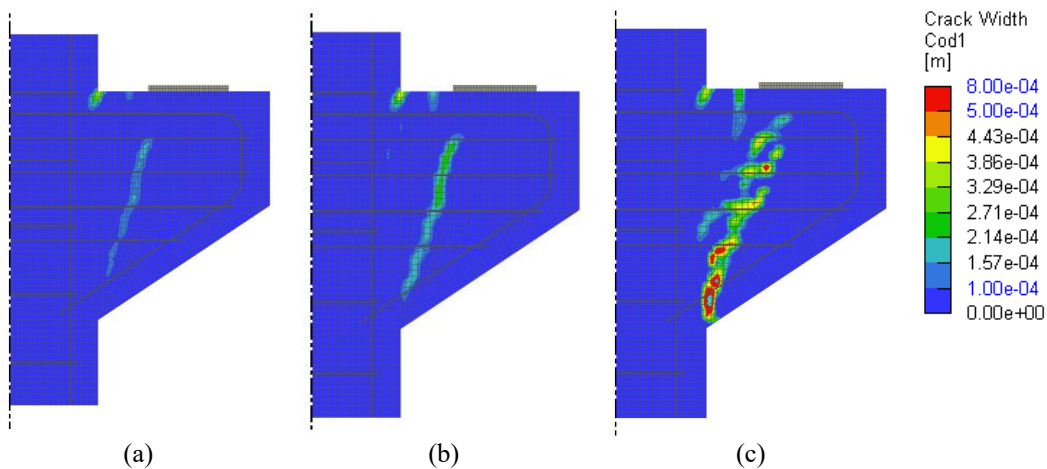 Crack Width
Cod1
[m]
8.00e-04
5.00e-04
4.43e-04
3.86e-04
3.29e-04
2.71e-04
2.14e-04
1.57e-04
1.00e-04
0.00e+00
(a)
(b)
(c)